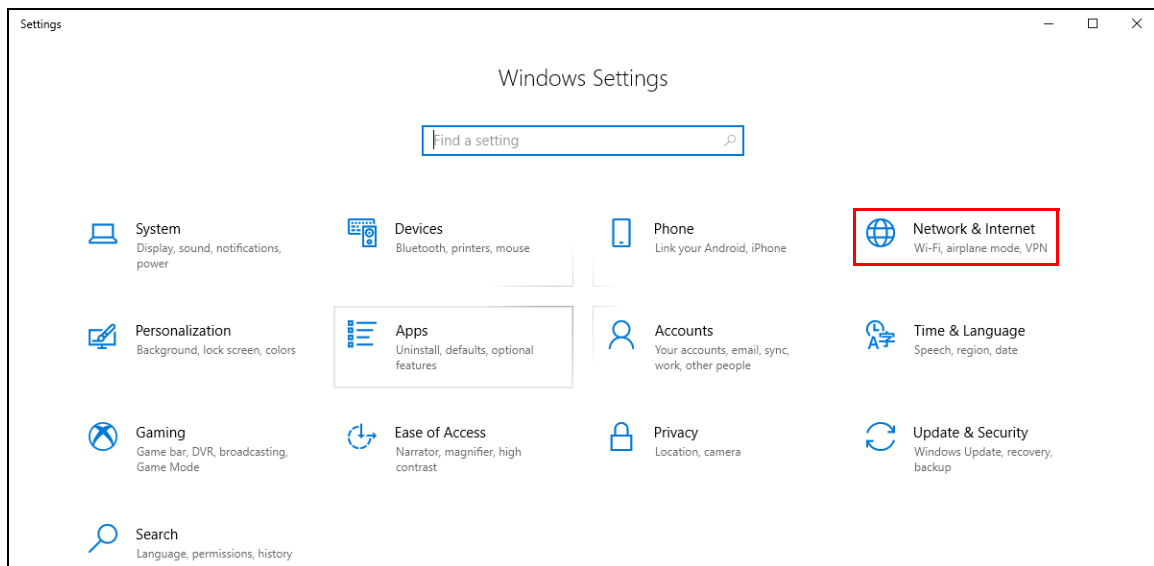 Settings
Windows Settings
Find a setting
System
Display, sound, notifications,
power
Devices
Bluetooth, printers, mouse
Phone
Link your Android, iPhone
Network & Internet
Wi-Fi, airplane mode, VPN
Personalization
Background, lock screen, colors
Apps
Uninstall, defaults, optional
features
Accounts
Your accounts, email, sync,
work, other people
Time & Language
Speech, region, date
Gaming
Game bar, DVR, broadcasting,
Game Mode
Ease of Access
Narrator, magnifier, high
contrast
Privacy
Location, camera
Update & Security
Windows Update, recovery,
backup
Search
Language, permissions, history